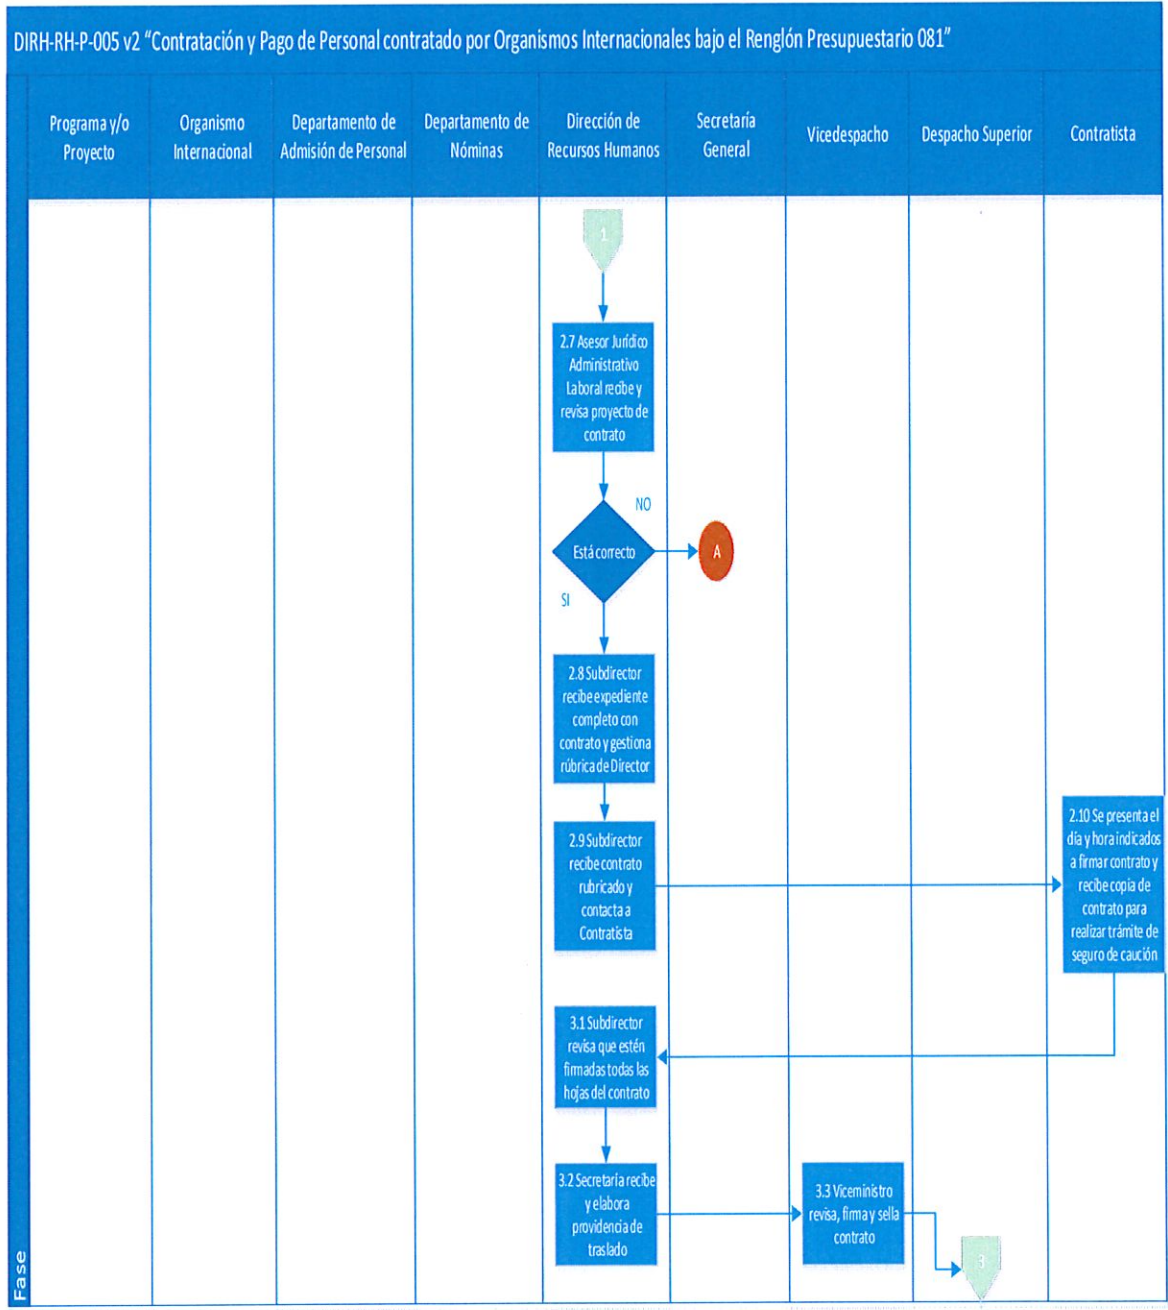 DIRH-RH-P-005 v2 “Contratación y Pago de Personal contratado por Organismos Internacionales bajo el Renglón Presupuestario 081”
Programa y/o
Proyecto
Organismo
Internacional
Departamento de
Admisión de Personal
Departamento de
Nóminas
Dirección de
Recursos Humanos
Secretaría
General
Vicedespacho
Despacho Superior
Contratista
1
2.7 Asesor Jurídico
Administrativo
Laboral recibe y
revisa proyecto de
contrato
NO
Está correcto
A
SI
2.8 Subdirector
recibe expediente
completo con
contrato y gestiona
rúbrica de Director
2.9 Subdirector
recibe contrato
rubricado y
contacta a
Contratista
2.10 Se presenta el
día y hora indicados
a firmar contrato y
recibe copia de
contrato para
realizar trámite de
seguro de caución
3.1 Subdirector
revisa que estén
firmadas todas las
hojas del contrato
3.2 Secretaria recibe
y elabora
providencia de
traslado
3.3 Viceministro
revisa, firma y sella
contrato
3
Fase